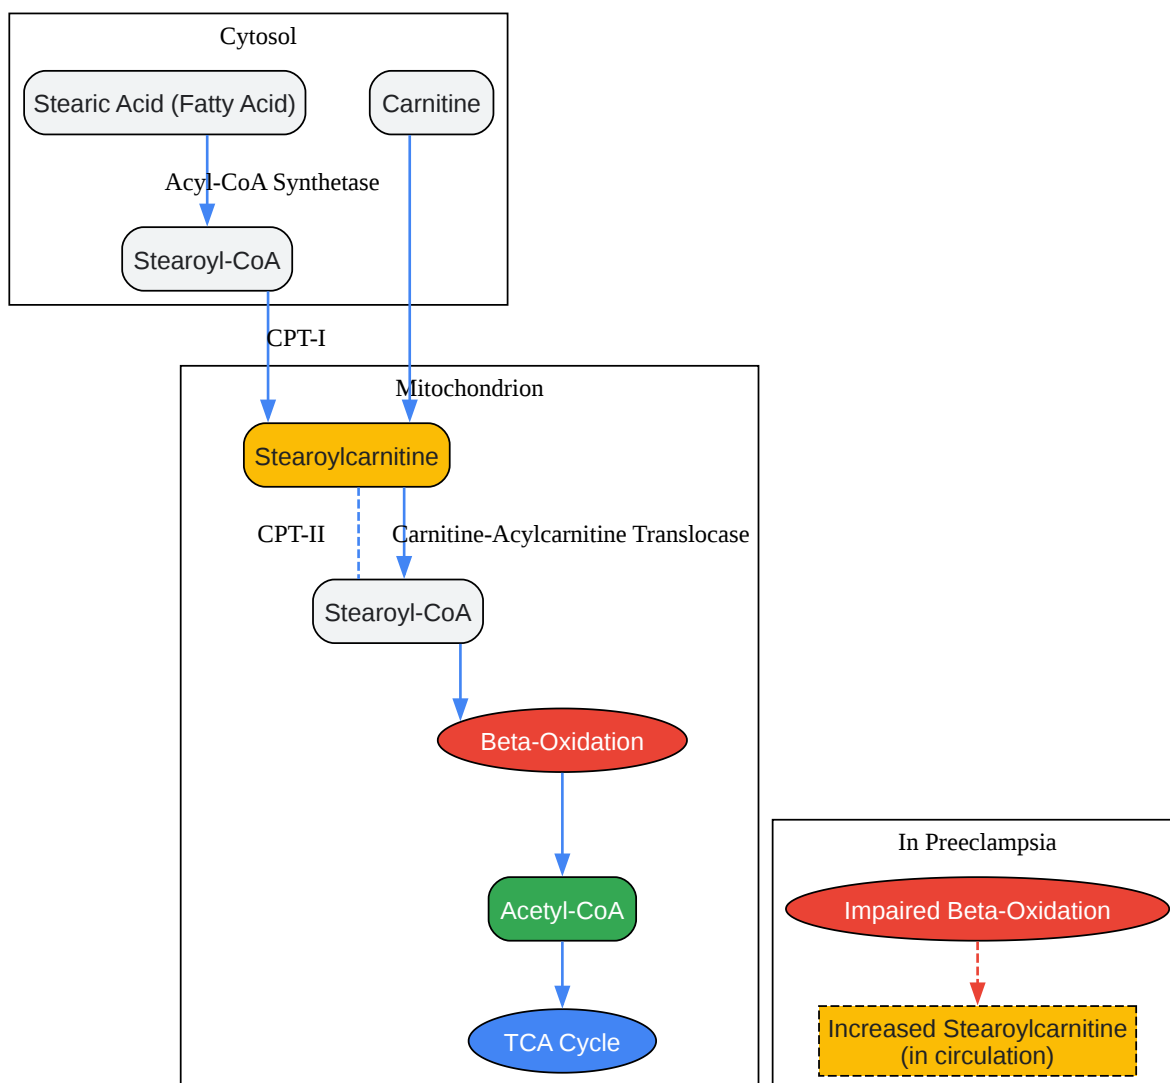 Cytosol
Stearic Acid (Fatty Acid)
Carnitine
Acyl-CoA Synthetase
Stearoyl-CoA
CPT-I
Mitochondrion
Stearoylcarnitine
CPT-II
Carnitine-Acylcarnitine Translocase
Stearoyl-CoA
Beta-Oxidation
Acetyl-CoA
TCA Cycle
In Preeclampsia
Impaired Beta-Oxidation
Increased Stearoylcarnitine
(in circulation)